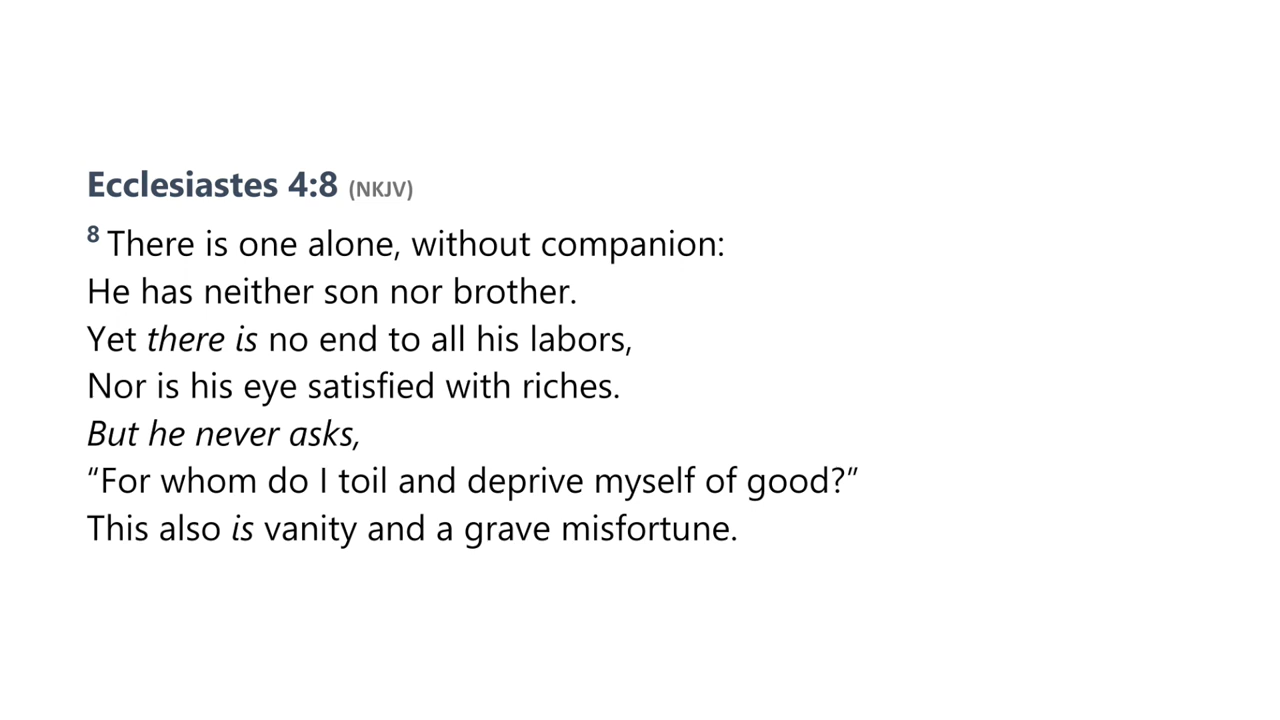 Ecclesiastes 4:8 (NKJV)
8 There is one alone, without companion:
He has neither son nor brother.
Yet there is no end to all his labors,
Nor is his eye satisfied with riches.
But he never asks,
“For whom do I toil and deprive myself of good?”
This also is vanity and a grave misfortune.